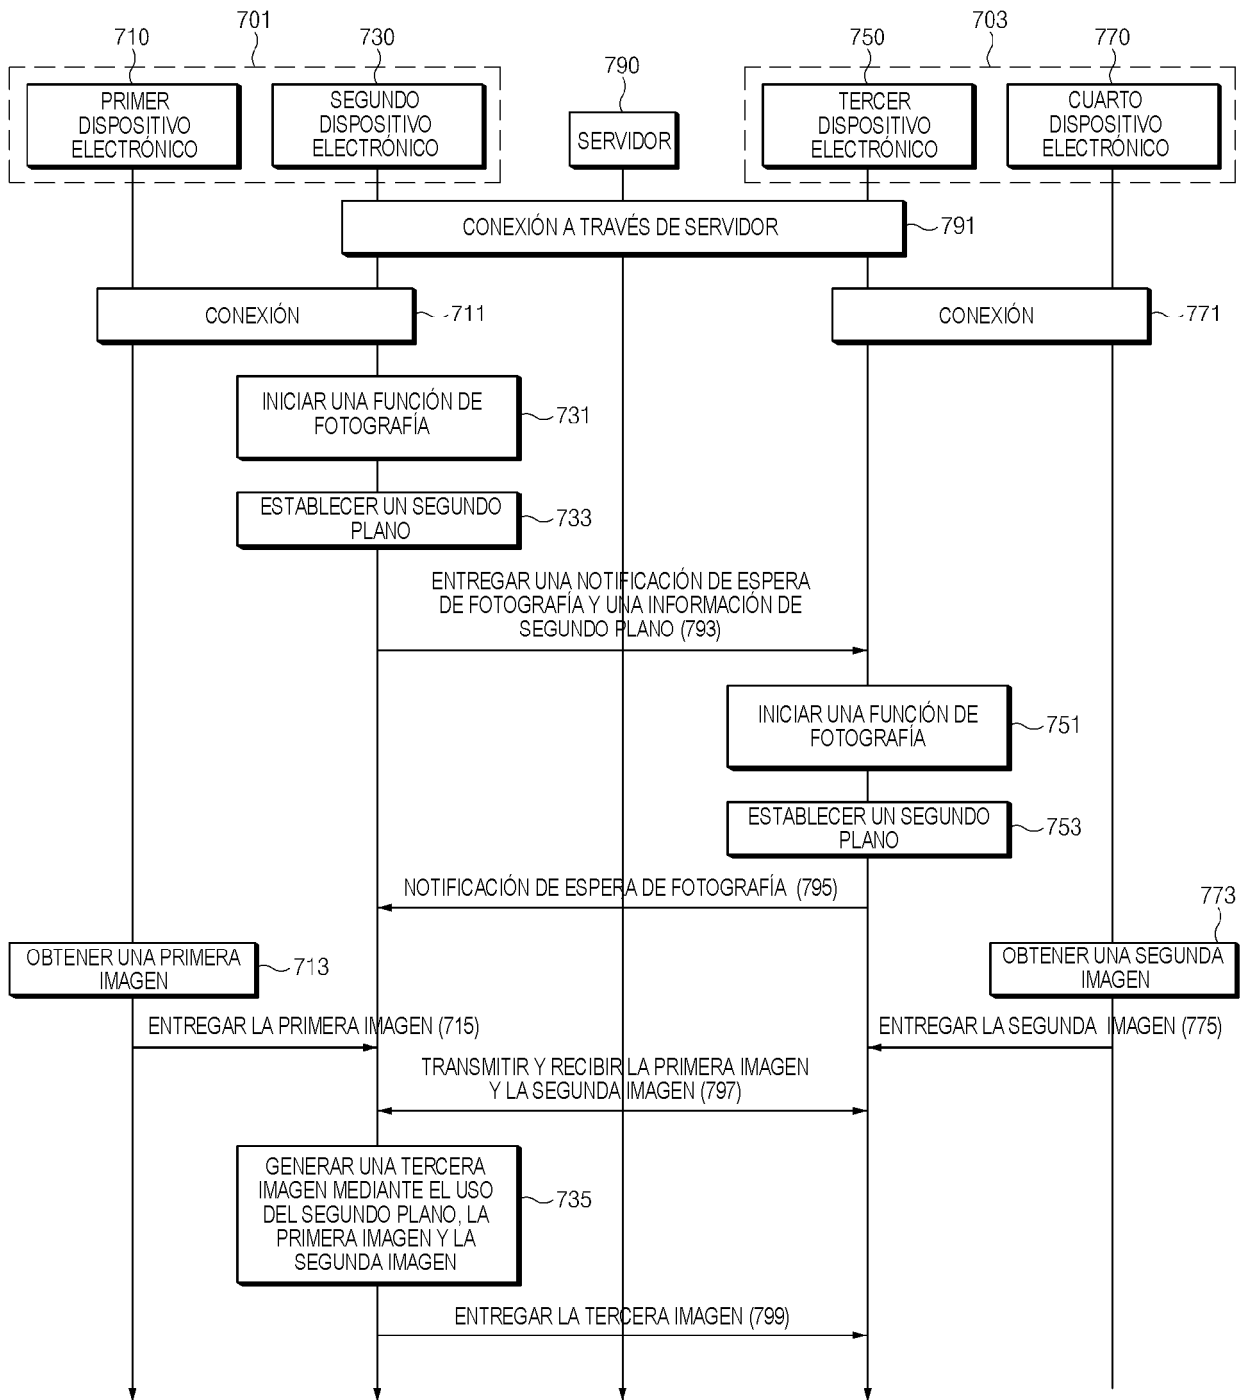 701
703
710
730
790
750
770
PRIMER
DISPOSITIVO
ELECTRÓNICO
SEGUNDO
DISPOSITIVO
ELECTRÓNICO
SERVIDOR
TERCER
DISPOSITIVO
ELECTRÓNICO
CUARTO
DISPOSITIVO
ELECTRÓNICO
CONEXIÓN A TRAVÉS DE SERVIDOR
791
CONEXIÓN
711
CONEXIÓN
771
INICIAR UNA FUNCIÓN DE
FOTOGRAFÍA
731
ESTABLECER UN SEGUNDO
PLANO
733
ENTREGAR UNA NOTIFICACIÓN DE ESPERA
DE FOTOGRAFÍA Y UNA INFORMACIÓN DE
SEGUNDO PLANO (793)
INICIAR UNA FUNCIÓN DE
FOTOGRAFÍA
751
ESTABLECER UN SEGUNDO
PLANO
753
NOTIFICACIÓN DE ESPERA DE FOTOGRAFÍA (795)
773
OBTENER UNA PRIMERA
IMAGEN
713
OBTENER UNA SEGUNDA
IMAGEN
ENTREGAR LA PRIMERA IMAGEN (715)
ENTREGAR LA SEGUNDA IMAGEN (775)
TRANSMITIR Y RECIBIR LA PRIMERA IMAGEN
Y LA SEGUNDA IMAGEN (797)
GENERAR UNA TERCERA
IMAGEN MEDIANTE EL USO
DEL SEGUNDO PLANO, LA
PRIMERA IMAGEN Y LA
SEGUNDA IMAGEN
735
ENTREGAR LA TERCERA IMAGEN (799)